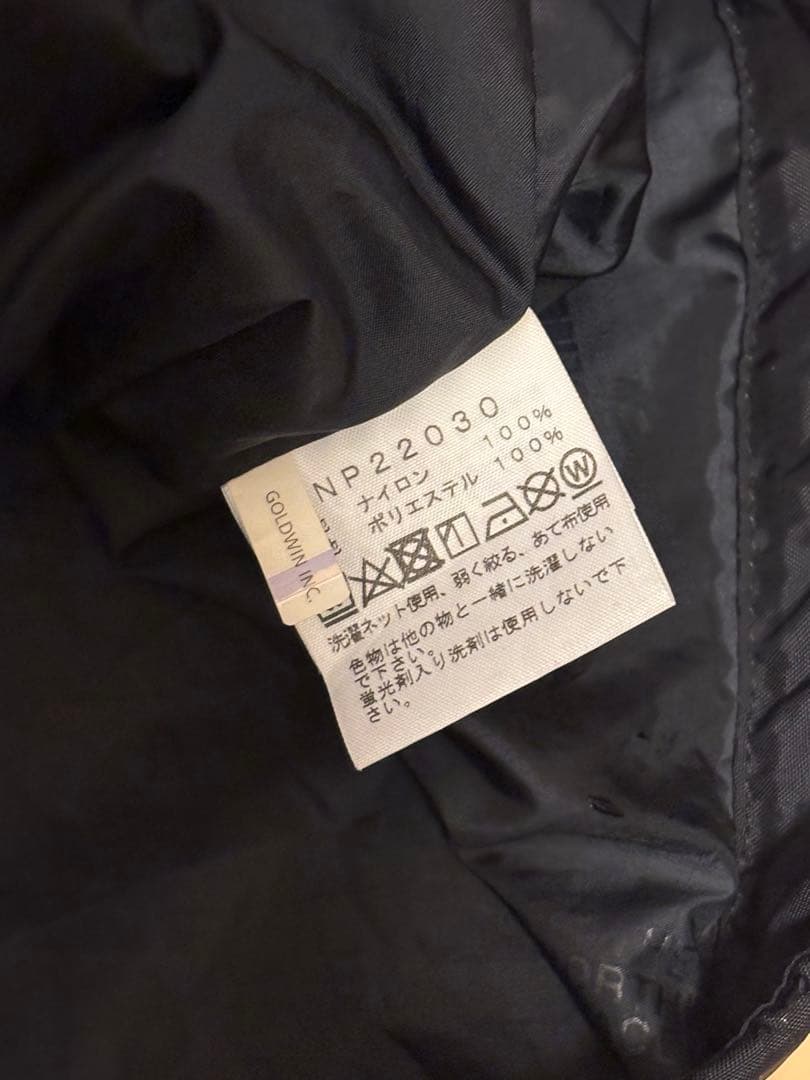 NP22030
ナイロン 100%
ポリエステル 100%
W
洗濯ネット使用、弱く絞る、あて布使用
色物は他の物と一緒に洗濯しない
で下さい。
蛍光剤入り洗剤は使用しないで下
さい。
GOLDWIN INC.